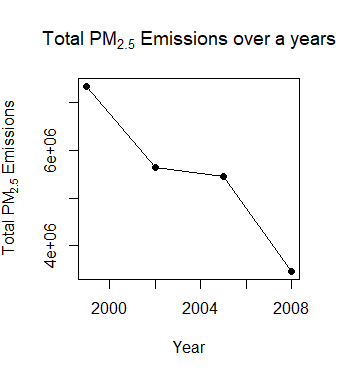 Total PM2.5 Emissions over a years
Total PM2.5 Emissions
6e+06
4e+06
2000 2004 2008
Year